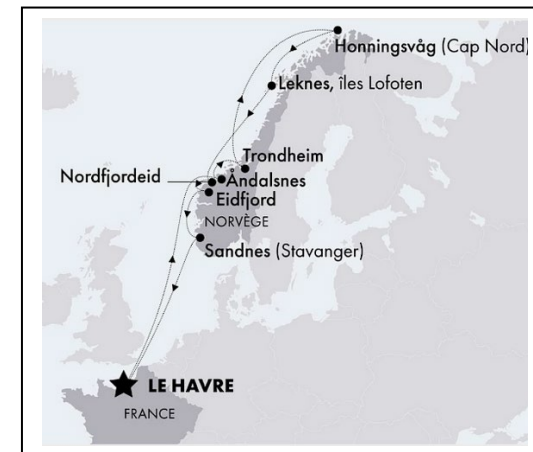 Honningsvåg (Cap Nord)
Leknes, îles Lofoten
Trondheim
Nordfjordeid
Åndalsnes
Eidfjord
NORVÈGE
Sandnes (Stavanger)
LE HAVRE
FRANCE